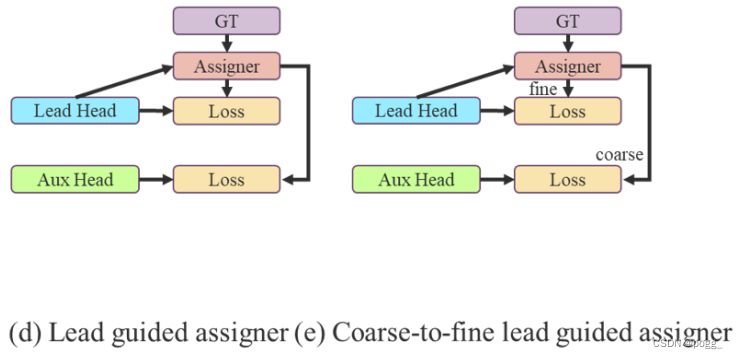 GT
Assigner
Lead Head
Loss
Aux Head
Loss
GT
Assigner
fine
Lead Head
Loss
coarse
Aux Head
Loss
(d) Lead guided assigner (e) Coarse-to-fine lead guided assigner
CSDN @pogg_